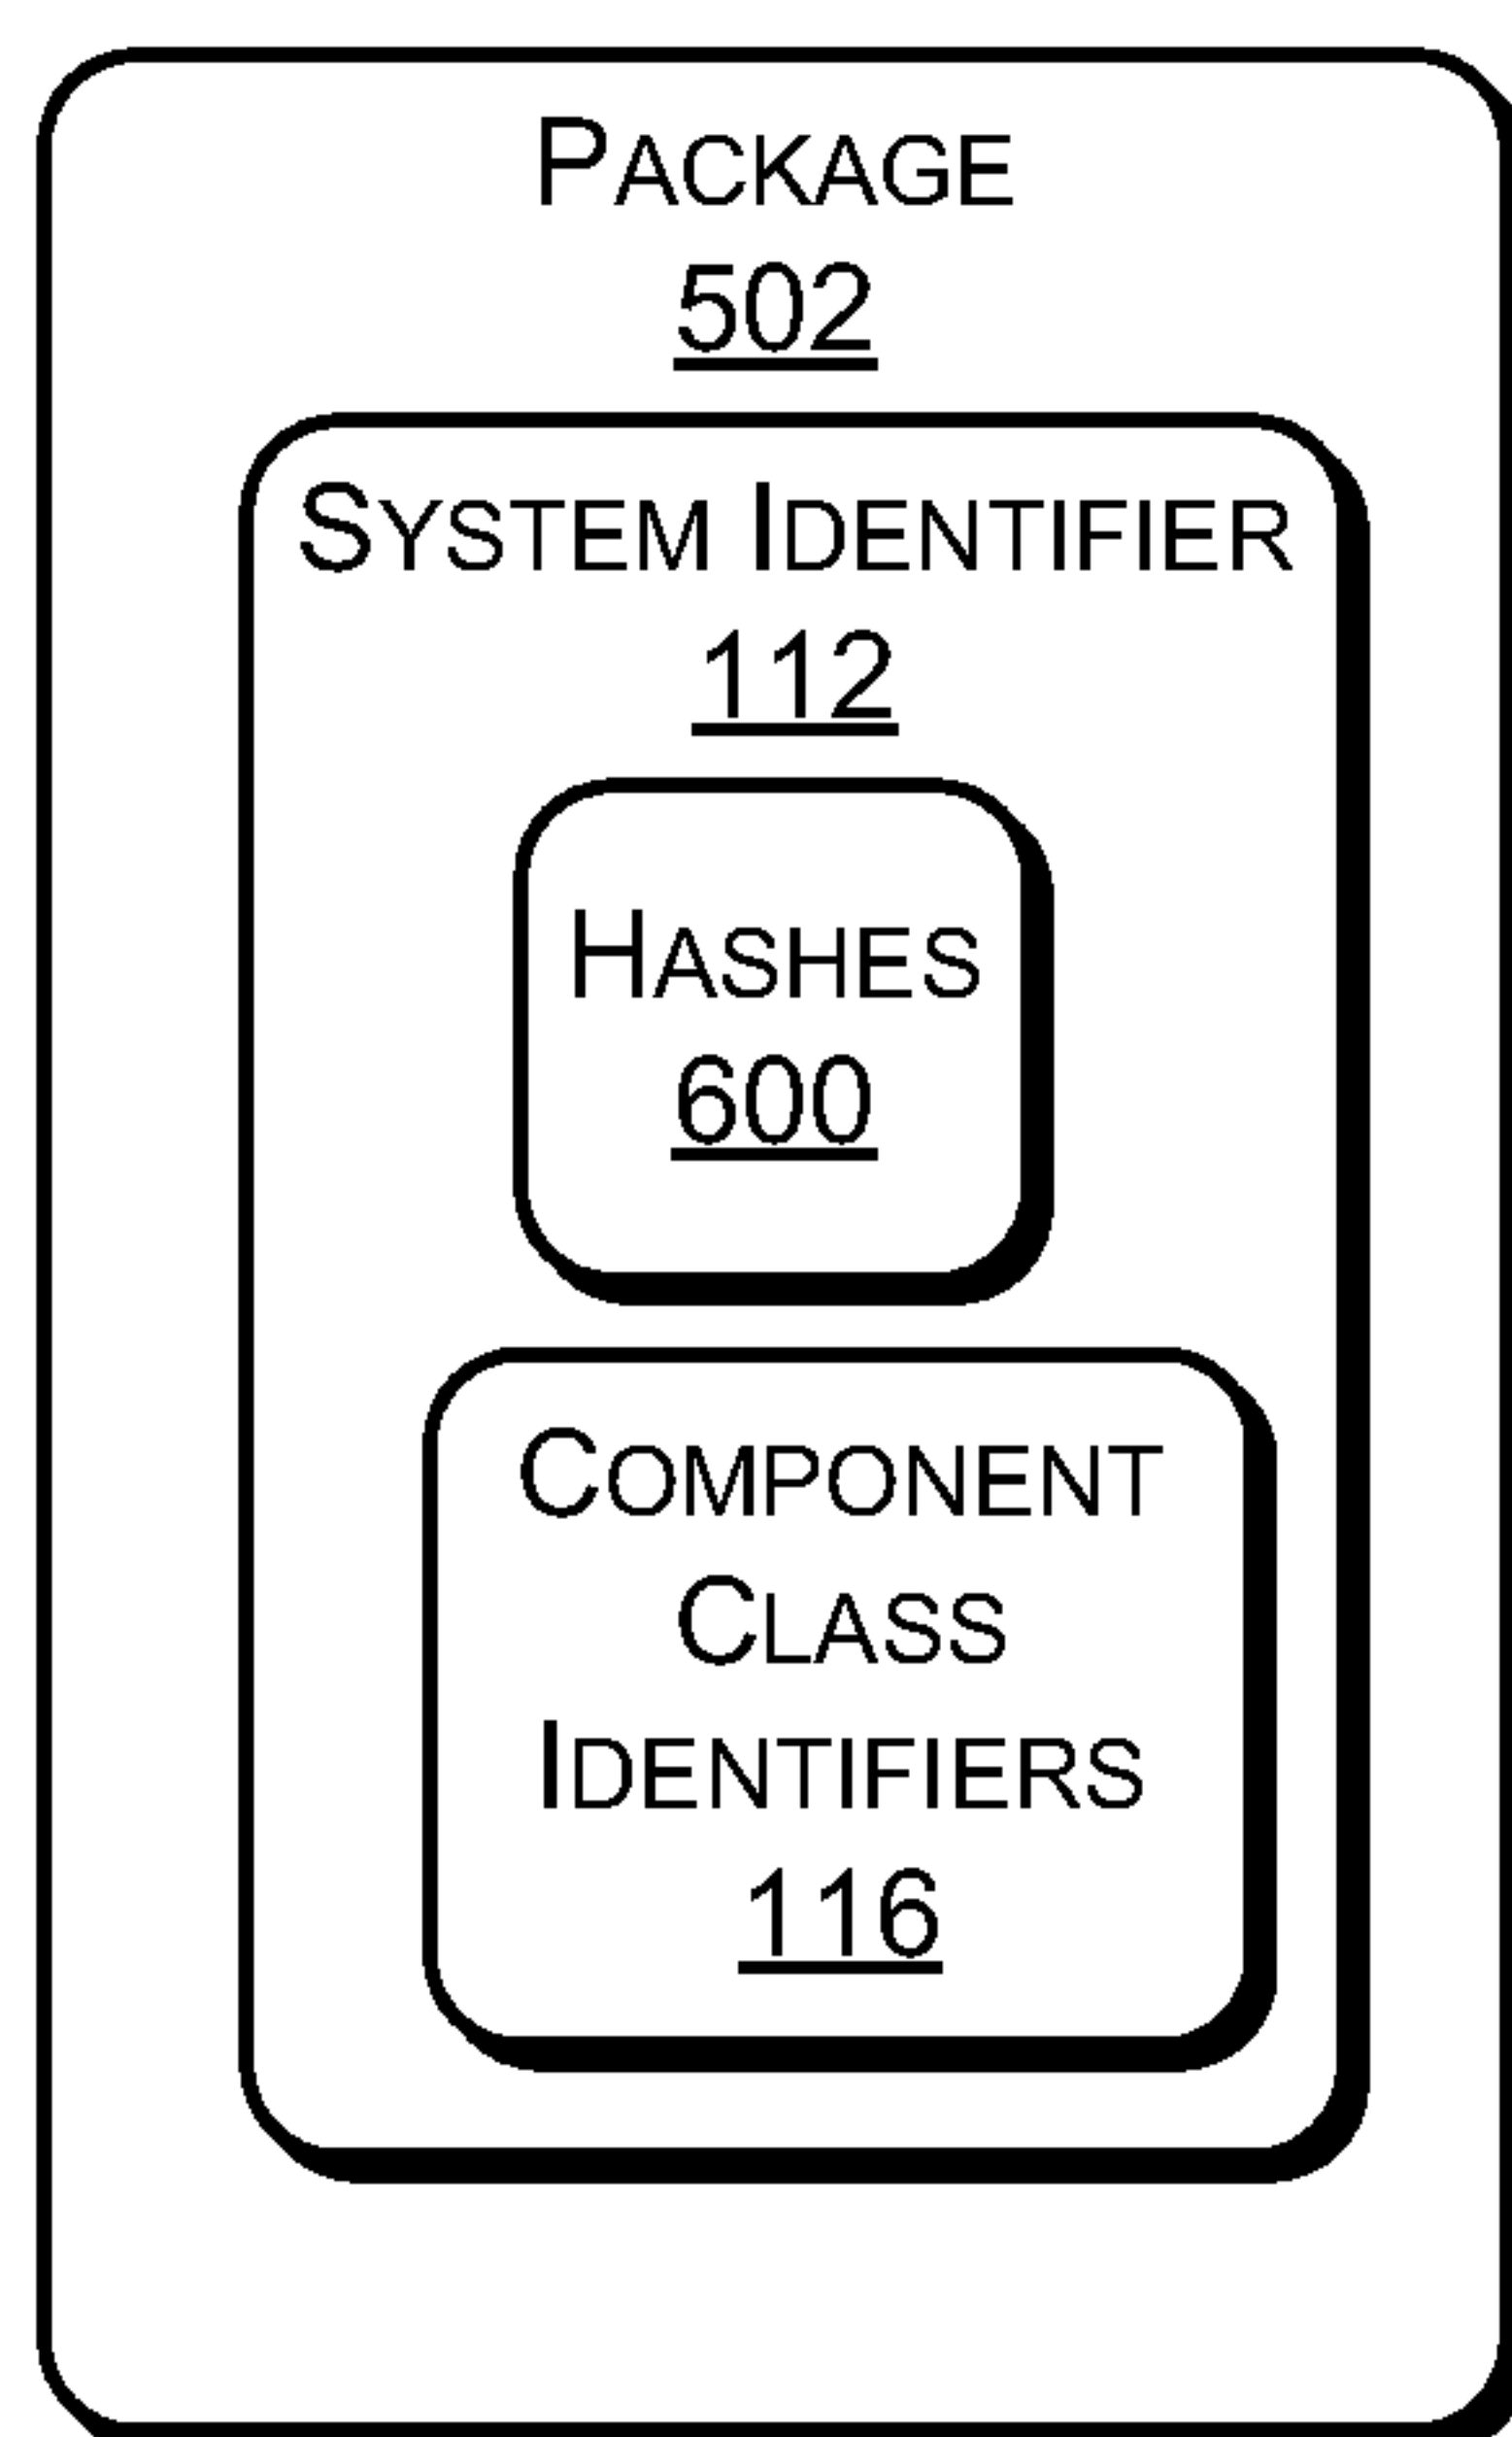 PACKAGE
502
SYSTEM IDENTIFIER
112
HASHES
600
COMPONENT
CLASS
IDENTIFIERS
116